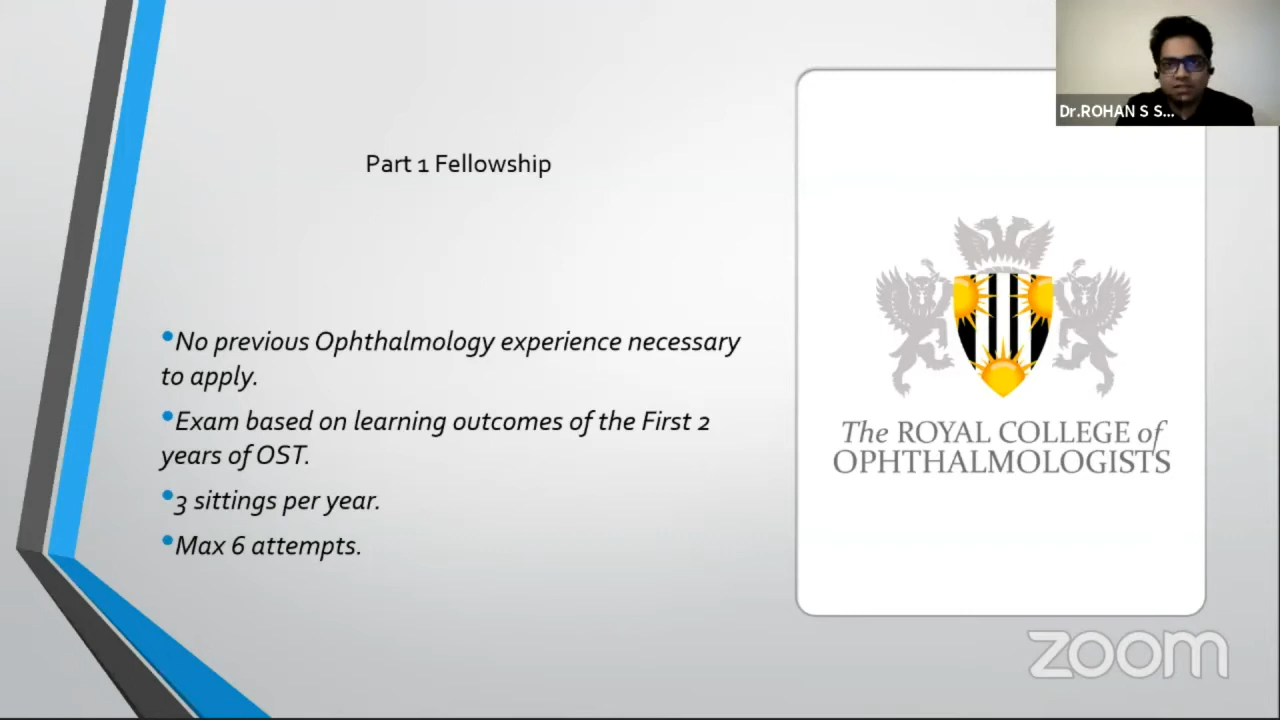 Dr.ROHAN S S...
Part 1 Fellowship
•No previous Ophthalmology experience necessary
to apply.
•Exam based on learning outcomes of the First 2
years of OST.
•3 sittings per year.
•Max 6 attempts.
The ROYAL COLLEGE of
OPHTHALMOLOGISTS
zoom